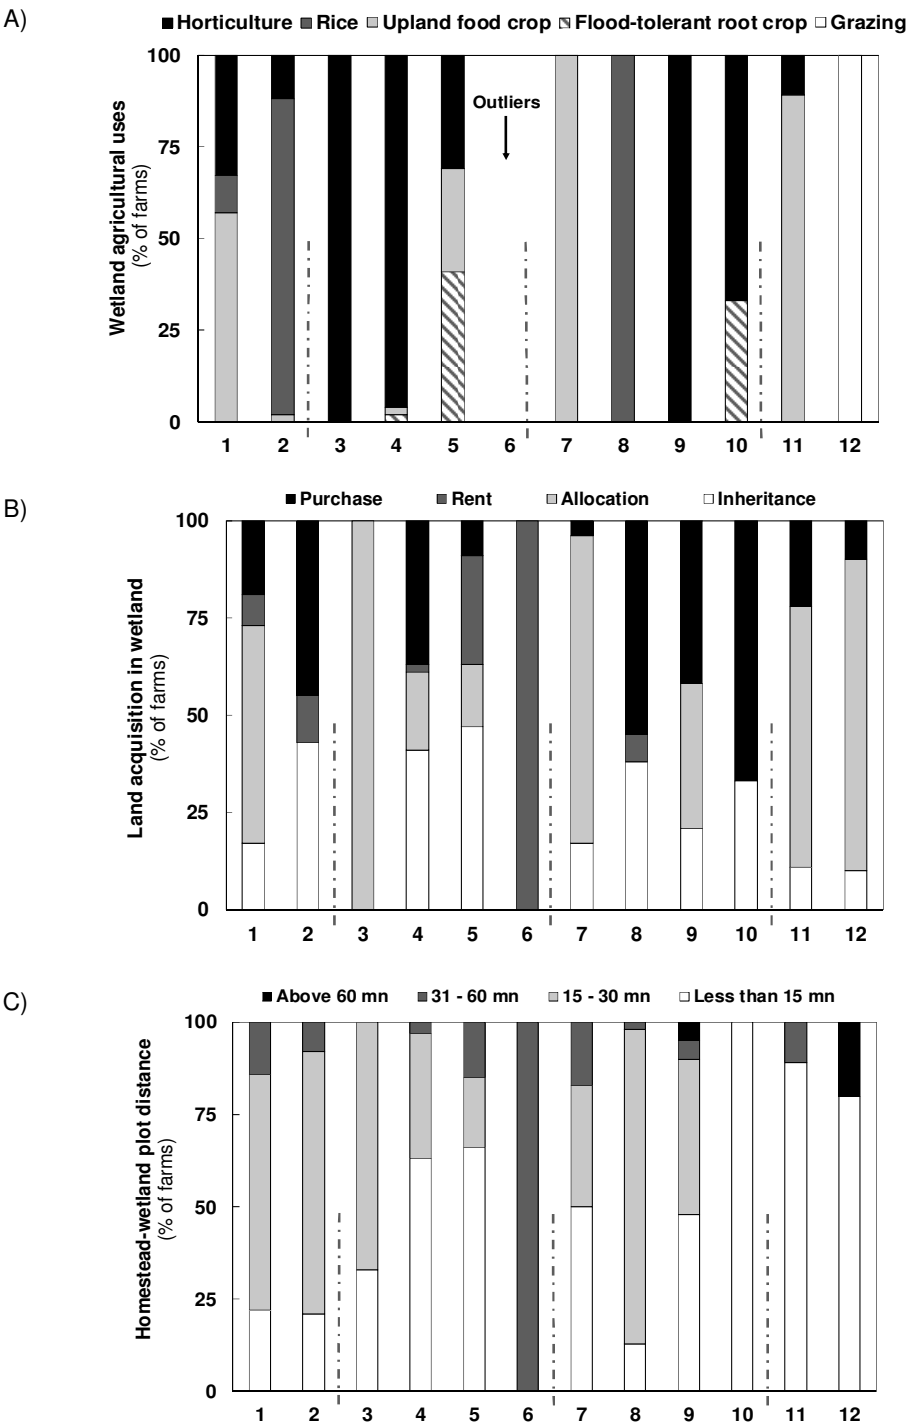 A)
Horticulture Rice Upland food crop Flood-tolerant root crop Grazing
Wetland agricultural uses
(% of farms)
100
75
50
25
0
Outliers
1 2 3 4 5 6 7 8 9 10 11 12
B)
Purchase Rent Allocation Inheritance
Land acquisition in wetland
(% of farms)
100
75
50
25
0
1 2 3 4 5 6 7 8 9 10 11 12
C)
Above 60 mn 31 - 60 mn 15 - 30 mn Less than 15 mn
Homestead-wetland plot distance
(% of farms)
100
75
50
25
0
1 2 3 4 5 6 7 8 9 10 11 12